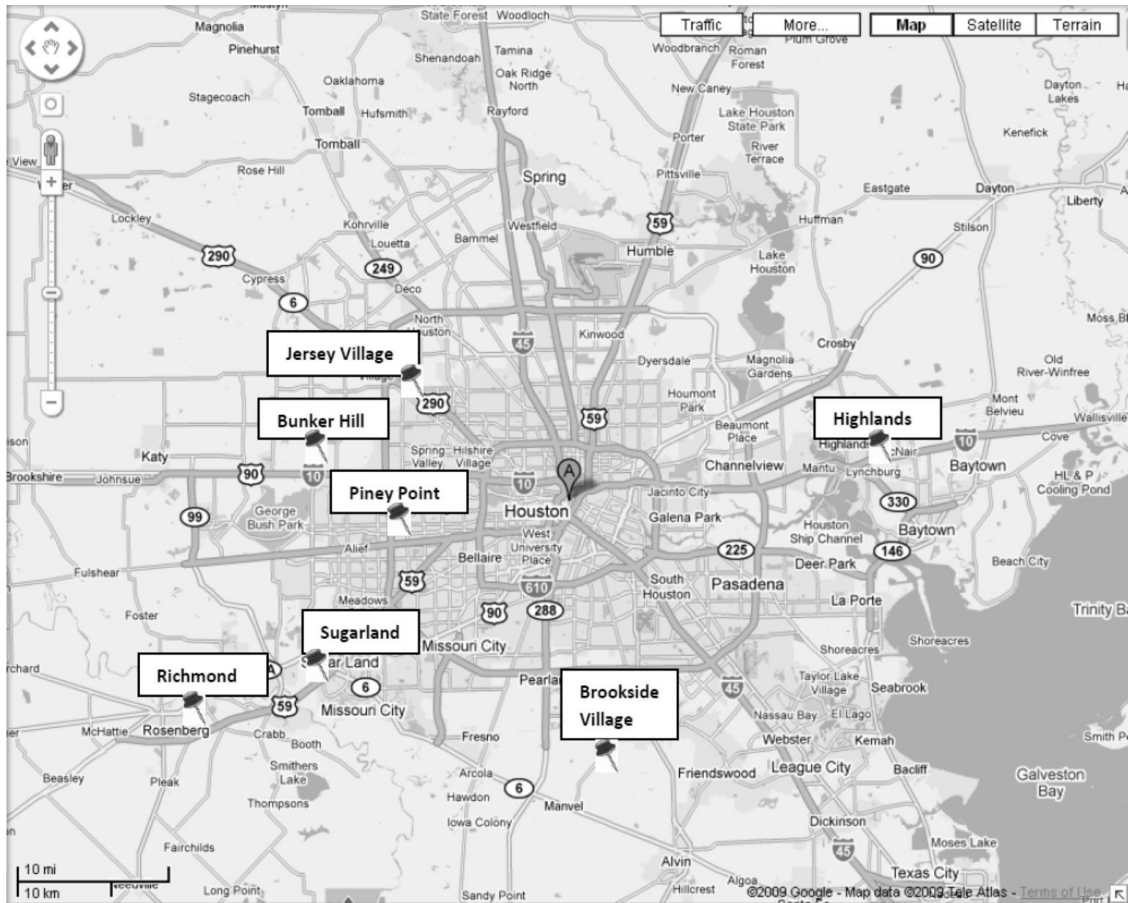 Mostyn
State Forest Woodloch
Magnolia
Pinehurst
Traffic
More...
Map
Satellite
Terrain
Tamina
Woodbranch Roman Forest
Plum Grove
Shenandoah
Oak Ridge North
New Caney
Dayton Lakes
Oaklahoma
Stagecoach
Tomball
Hufsmith
Rayford
Lake Houston State Park
Porter
River Terrace
Kenefick
Tomball
Rose Hill
Spring
Pittsville
Eastgate
Dayton
Liberty
Lockley
Kohrville
Westfield
59
Huffman
Stilson
290
Louetta
Bammel
Humble
Lake Houston
90
249
Cypress
Deco
6
North Houston
45
Kinwood
Crosby
Moss Bl
Jersey Village
Dyersdale
Magnolia Gardens
Old River-Winfree
290
Houmont Park
59
Mont Belvieu
Bunker Hill
Beaumont Place
Highlands
Wallisville
Highlands
McNair
10
Cove
Katy
Spring Valley
Hilshire Village
A
Channelview
Mantu
Lynchburg
Baytown
Brookshire
Johnsue
90
10
10
HL & P Cooling Pond
Piney Point
Jacinto City
330
99
George Bush Park
Houston
Galena Park
Houston Ship Channel
Baytown
Alief
West University Place
225
146
Bellaire
Deer Park
Beach City
Fulshear
59
610
South Houston
Pasadena
Foster
Meadows
90
288
La Porte
Trinity Ba
Sugarland
Missouri City
Shoreacres
Shoreacres
Richmond
Sugar Land
Pearland
Brookside
Village
Taylor Lake Village
Seabrook
6
45
59
Missouri City
Nassau Bay
El Lago
McHattie
Rosenberg
Crabb
Booth
Fresno
Webster
Kemah
Smith Po
Smithers Lake
Beasley
Pleak
Arcola
Friendswood
League City
Bacliff
Galveston Bay
Thompsons
Hawdon
6
Manvel
Iowa Colony
Dickinson
Fairchilds
45
Moses Lake
10 mi
Alvin
10 km
Needville
Long Point
Sandy Point
Hillcrest
Algoa
Texas City
©2009 Google - Map data ©2009 Tele Atlas - Terms of Use